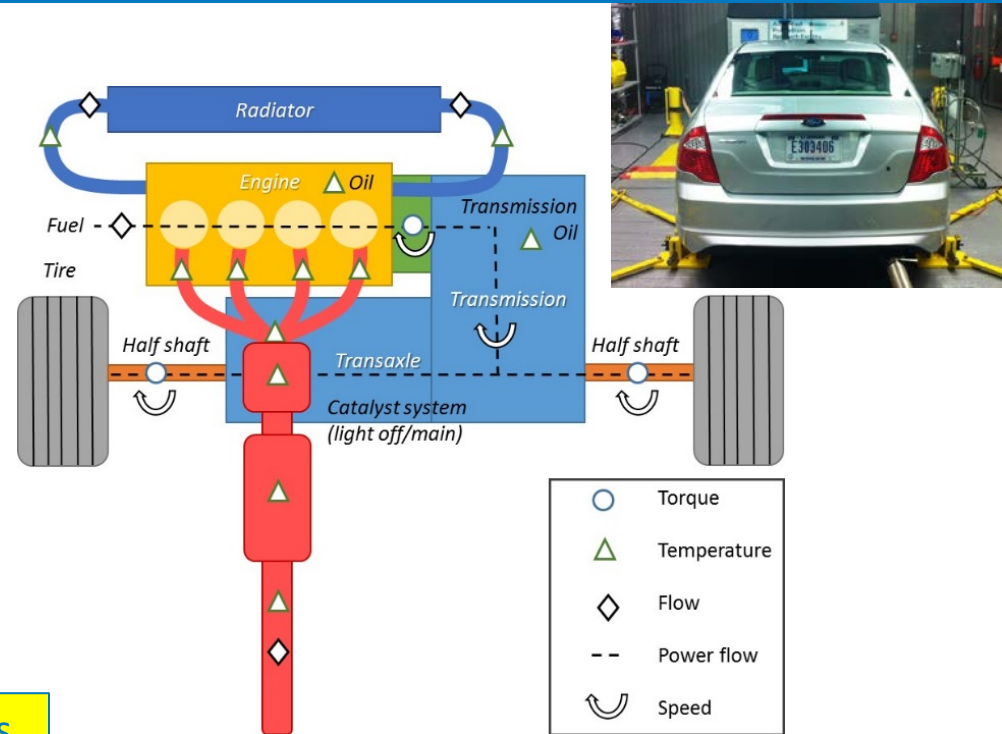 Radiator
Engine
Oil
Fuel
Transmission
Oil
Tire
Transmission
Half shaft
Transaxle
Half shaft
Catalyst system
(light off/main)
Torque
Temperature
Flow
Power flow
Speed
Ford
E303406